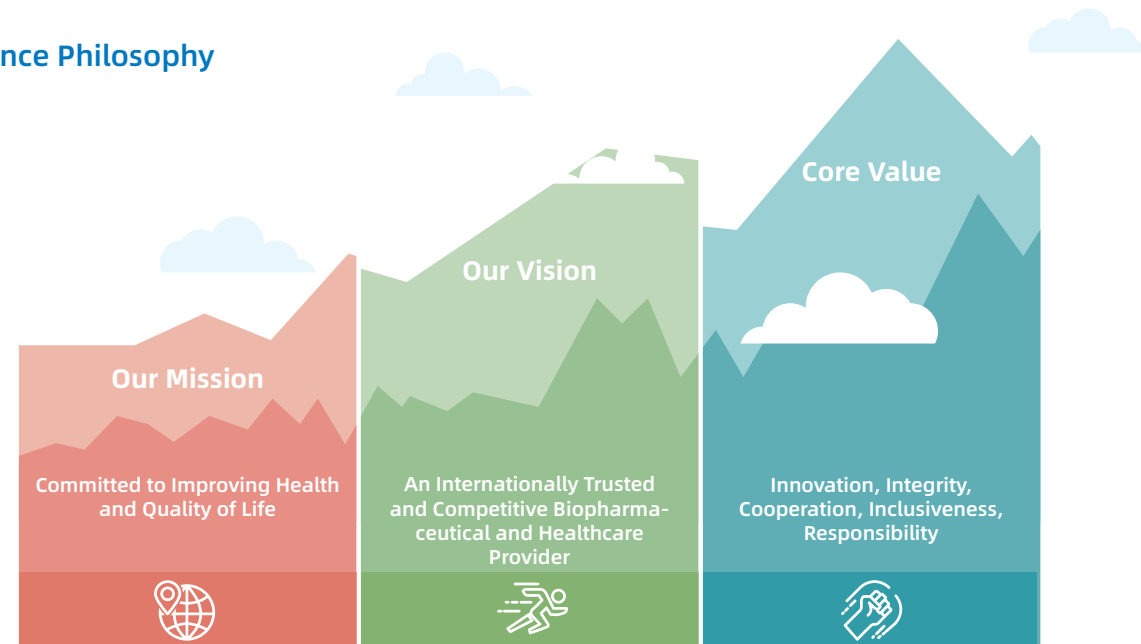 nce Philosophy
Core Value
Our Vision
Our Mission
Committed to Improving Health
and Quality of Life
An Internationally Trusted
and Competitive Biopharma-
ceutical and Healthcare
Provider
Innovation, Integrity,
Cooperation, Inclusiveness,
Responsibility